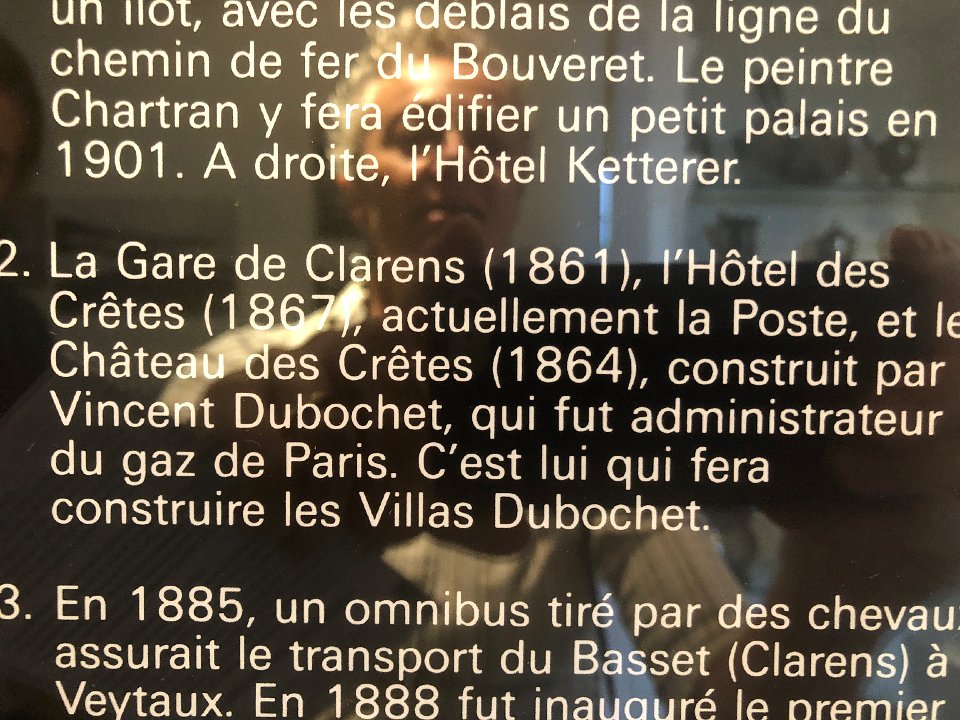 un îlot, avec les déblais de la ligne du
chemin de fer du Bouveret. Le peintre
Chartran y fera édifier un petit palais en
1901. A droite, l'Hôtel Ketterer.
2. La Gare de Clarens (1861), l'Hôtel des
Crêtes (1867), actuellement la Poste, et le
Château des Crêtes (1864), construit par
Vincent Dubochet, qui fut administrateur
du gaz de Paris. C'est lui qui fera
construire les Villas Dubochet.
3. En 1885, un omnibus tiré par des chevaux
assurait le transport du Basset (Clarens) à
Veytaux. En 1888 fut inauguré le premier